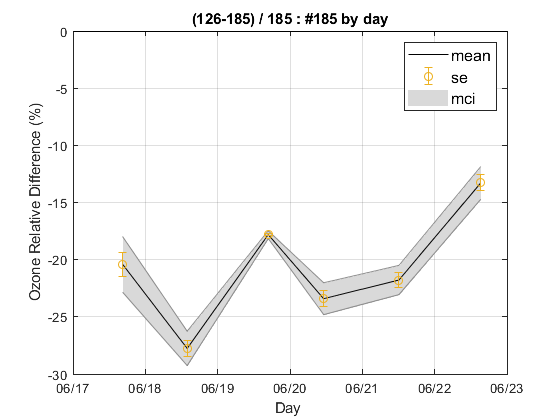 (126-185) / 185 : #185 by day
mean
se
mci
Ozone Relative Difference (%)
0
-5
-10
-15
-20
-25
-30
06/17 06/18 06/19 06/20 06/21 06/22 06/23
Day